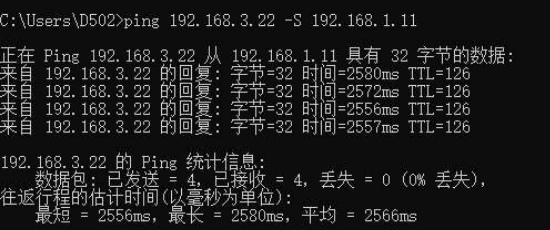 C:\Users\D502>ping 192.168.3.22 -S 192.168.1.11
正在 Ping 192.168.3.22 从 192.168.1.11 具有 32 字节的数据:
来自 192.168.3.22 的回复: 字节=32 时间=2580ms TTL=126
来自 192.168.3.22 的回复: 字节=32 时间=2572ms TTL=126
来自 192.168.3.22 的回复: 字节=32 时间=2556ms TTL=126
来自 192.168.3.22 的回复: 字节=32 时间=2557ms TTL=126
192.168.3.22 的 Ping 统计信息:
数据包: 已发送 = 4, 已接收 = 4, 丢失 = 0 (0% 丢失),
往返行程的估计时间(以毫秒为单位):
最短 = 2556ms, 最长 = 2580ms, 平均 = 2566ms